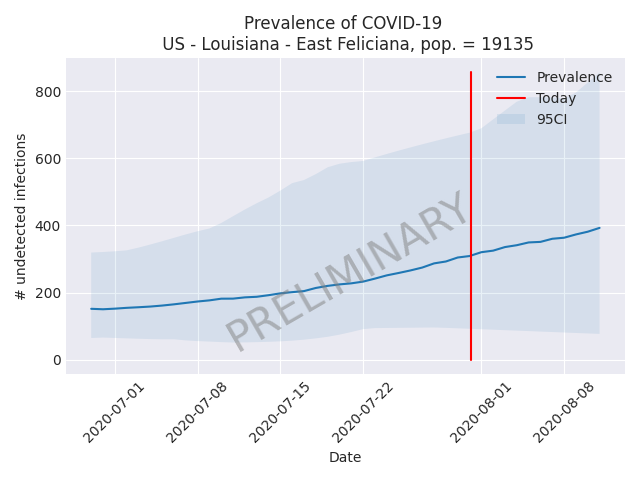 Prevalence of COVID-19
US - Louisiana - East Feliciana, pop. = 19135
Prevalence
Today
95CI
800
600
400
200
0
# undetected infections
PRELIMINARY
2020-07-01
2020-07-08
2020-07-15
2020-07-22
2020-08-01
2020-08-08
Date